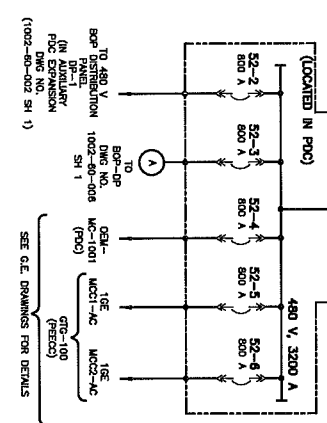 (LOCATED IN PDC)
480 V, 3200 A
52-2
800 A
52-3
800 A
52-4
800 A
52-5
800 A
52-6
800 A
TO 480 V
BOP DISTRIBUTION
PANEL
DP-1
(IN AUXILIARY
PDC EXPANSION
DWG NO.
(1002-60-002 SH 1)
A
TO
BOP-DP
DWG NO.
1002-60-006
SH 1
OEM-
MC-1001
(PDC)
1GE
MCC1-AC
1GE
MCC2-AC
GTG-100
(PEECC)
SEE G.E. DRAWINGS FOR DETAILS